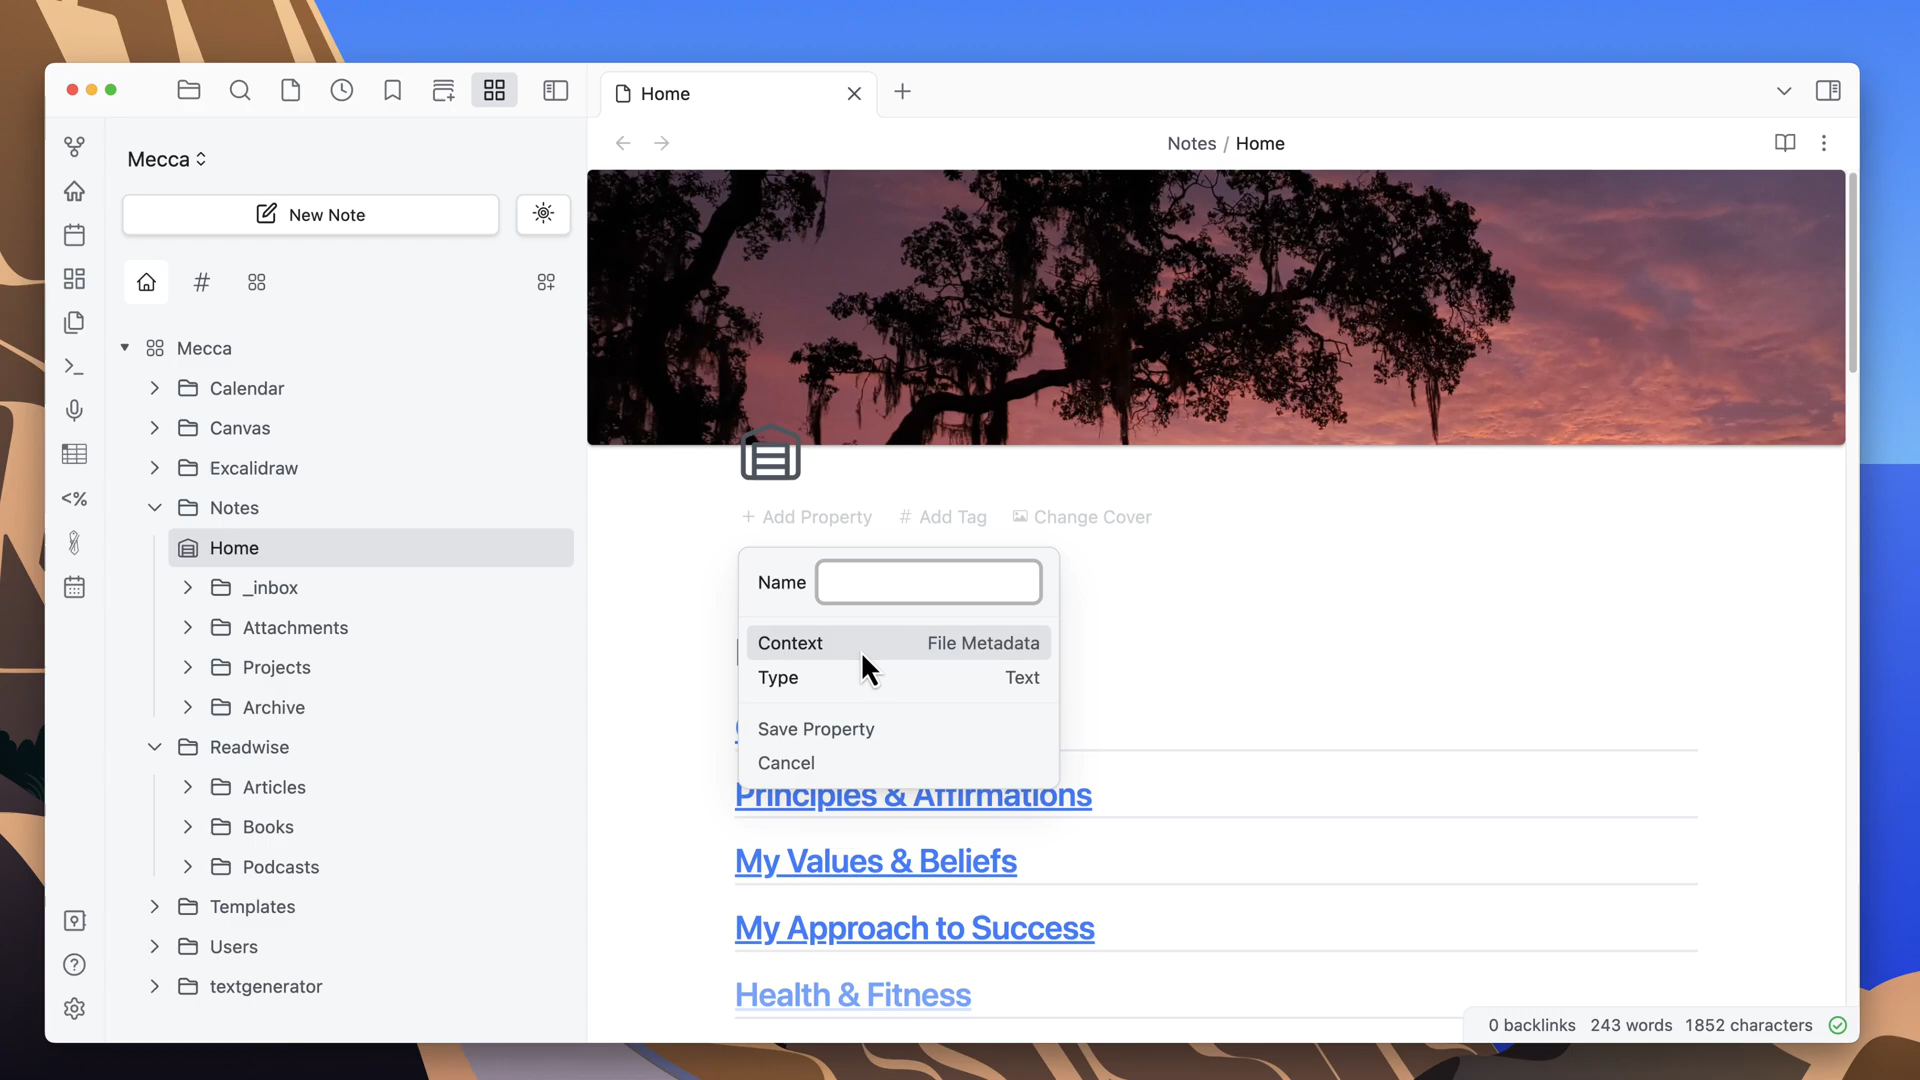 Home
Notes / Home
Mecca
New Note
Mecca
Calendar
Canvas
Excalidraw
Notes
Home
_inbox
Attachments
Projects
Archive
Readwise
Articles
Books
Podcasts
Templates
Users
textgenerator
+ Add Property
# Add Tag
Change Cover
Name
Context File Metadata
Type Text
Save Property
Cancel
Principles & Affirmations
My Values & Beliefs
My Approach to Success
Health & Fitness
0 backlinks 243 words 1852 characters